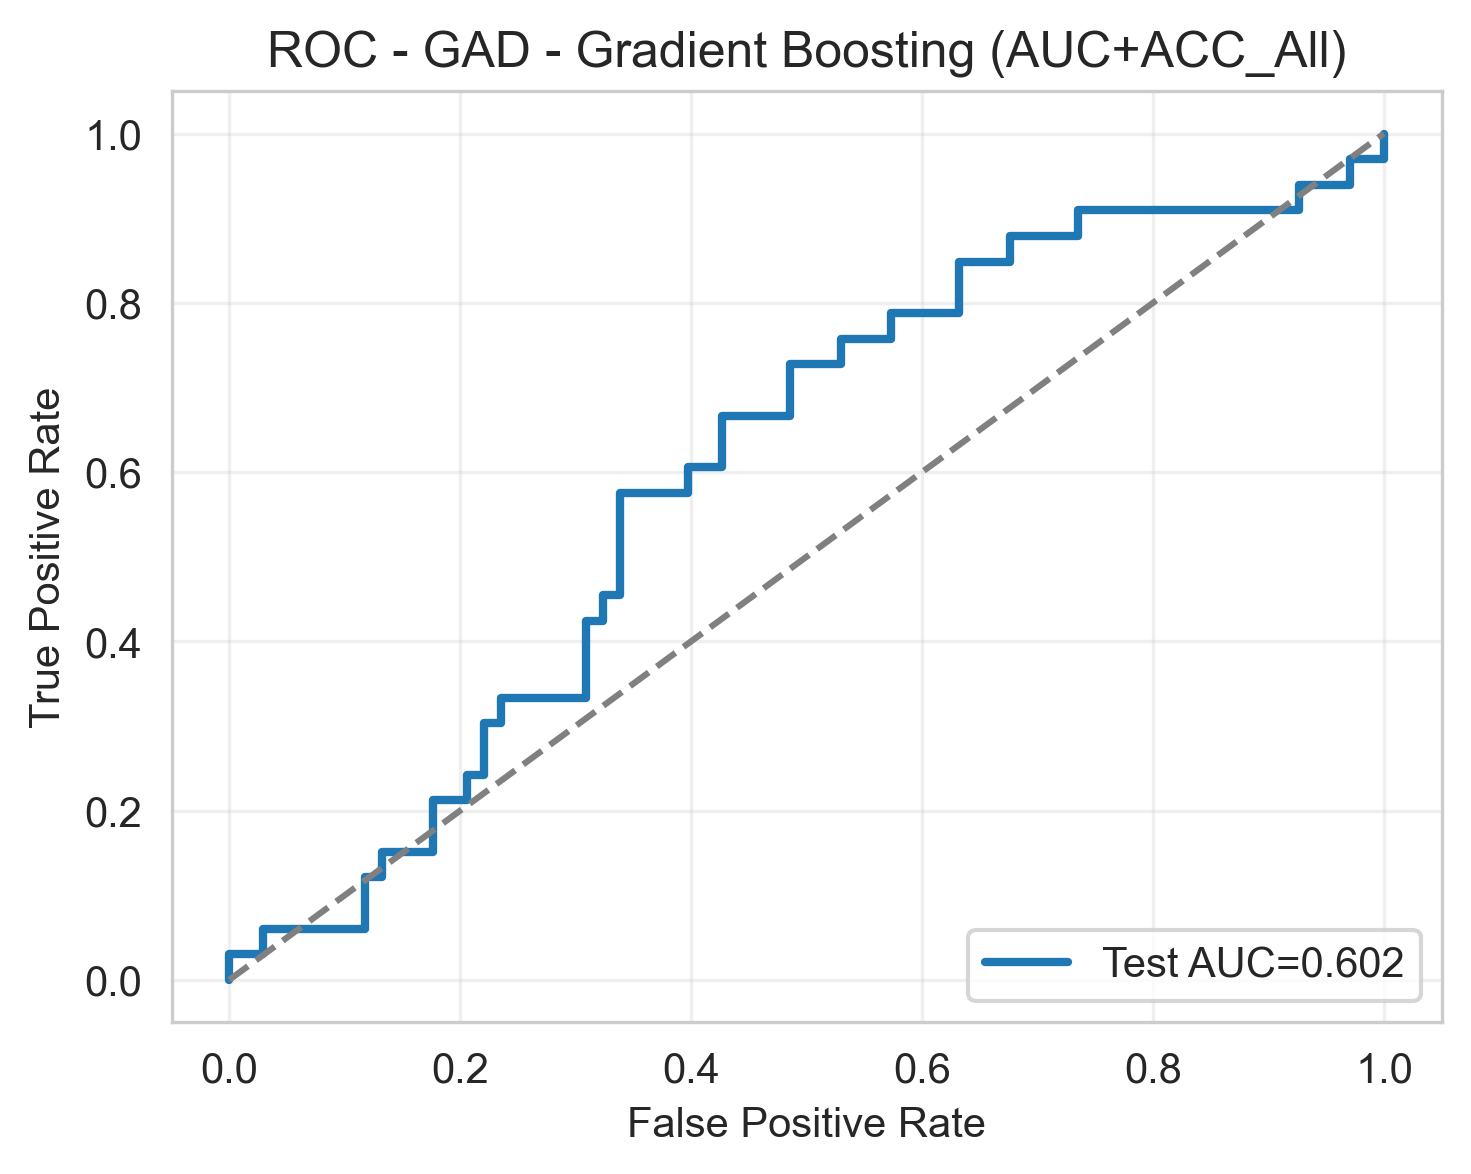 ROC - GAD - Gradient Boosting (AUC+ACC_All)
True Positive Rate
1.0
0.8
0.6
0.4
0.2
0.0
Test AUC=0.602
0.0 0.2 0.4 0.6 0.8 1.0
False Positive Rate